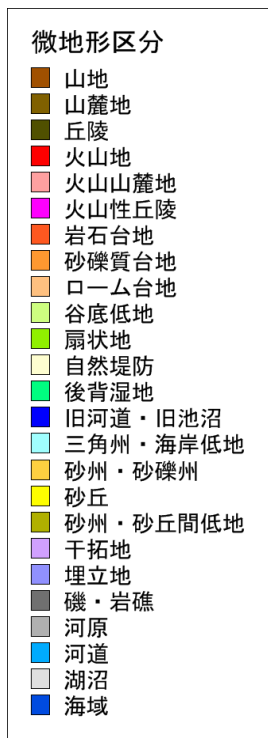 微地形区分
山地
山麓地
丘陵
火山地
火山山麓地
火山性丘陵
岩石台地
砂礫質台地
ローム台地
谷底低地
扇状地
自然堤防
後背湿地
旧河道・旧池沼
三角州・海岸低地
砂州・砂礫州
砂丘
砂州・砂丘間低地
干拓地
埋立地
磯・岩礁
河原
河道
湖沼
海域